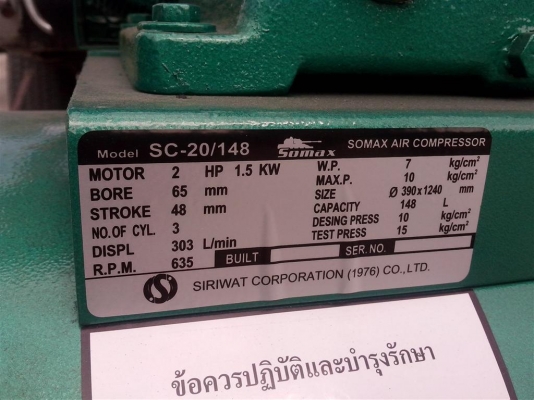 Model SC-20/148 Somax SOMAX AIR COMPRESSOR
MOTOR 2 HP 1.5 KW
BORE 65 mm
STROKE 48 mm
NO.OF CYL. 3
DISPL 303 L/min
R.P.M. 635
W.P. 7 kg/cm²
MAX.P. 10 kg/cm²
SIZE Ø 390x1240 mm
CAPACITY 148 L
DESING PRESS 10 kg/cm²
TEST PRESS 15 kg/cm²
BUILT SER.NO.
S SIRIWAT CORPORATION (1976) CO.,LTD.
ข้อควรปฏิบัติและบำรุงรักษา